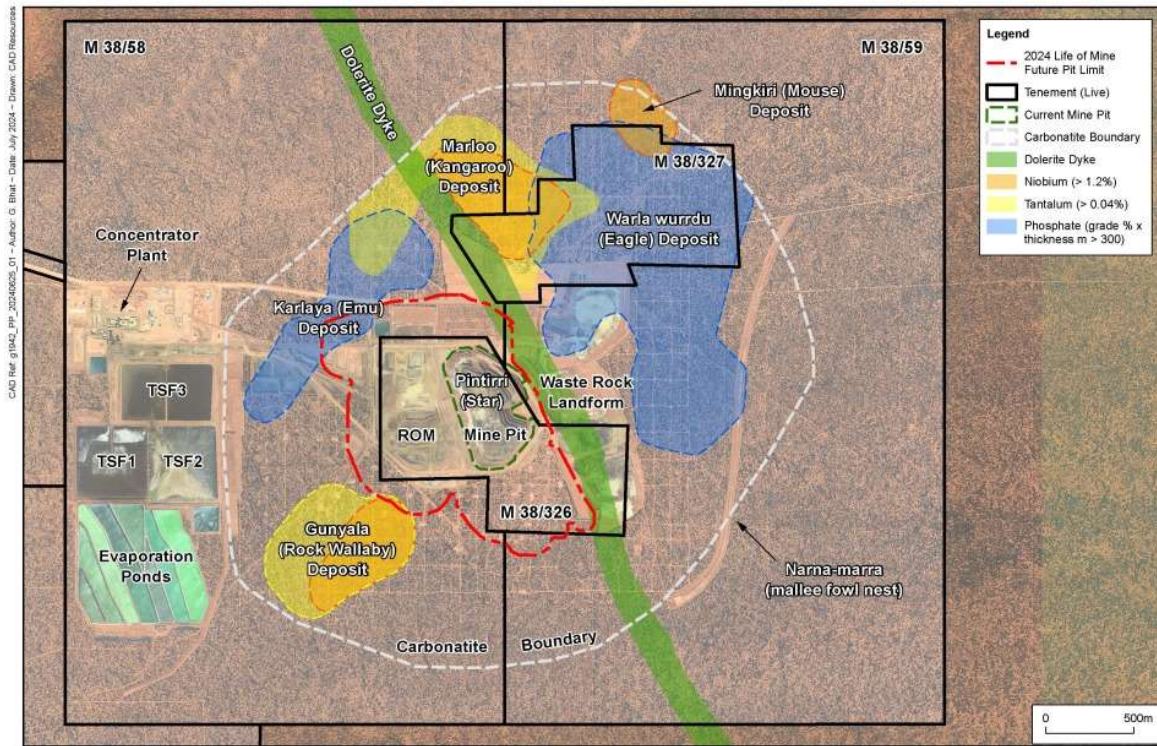 CAD Ref: g1942_PP_20240625_01 ~ Author: G. Bhat ~ Date: July 2024 ~ Drawn: CAD Resources
M 38/58
M 38/59
Dolerite Dyke
Mingkiri (Mouse)
Deposit
Marloo
(Kangaroo)
Deposit
M 38/327
Warla wurrdu
(Eagle) Deposit
Concentrator
Plant
Karlaya (Emu)
Deposit
TSF3
Pintirri
(Star)
Mine Pit
ROM
Waste Rock
Landform
TSF1
TSF2
M 38/326
Gunyala
(Rock Wallaby)
Deposit
Evaporation
Ponds
Narna-marra
(mallee fowl nest)
Carbonatite
Boundary
Legend
2024 Life of Mine
Future Pit Limit
Tenement (Live)
Current Mine Pit
Carbonatite Boundary
Dolerite Dyke
Niobium (> 1.2%)
Tantalum (> 0.04%)
Phosphate (grade % x
thickness m > 300)
0
500m